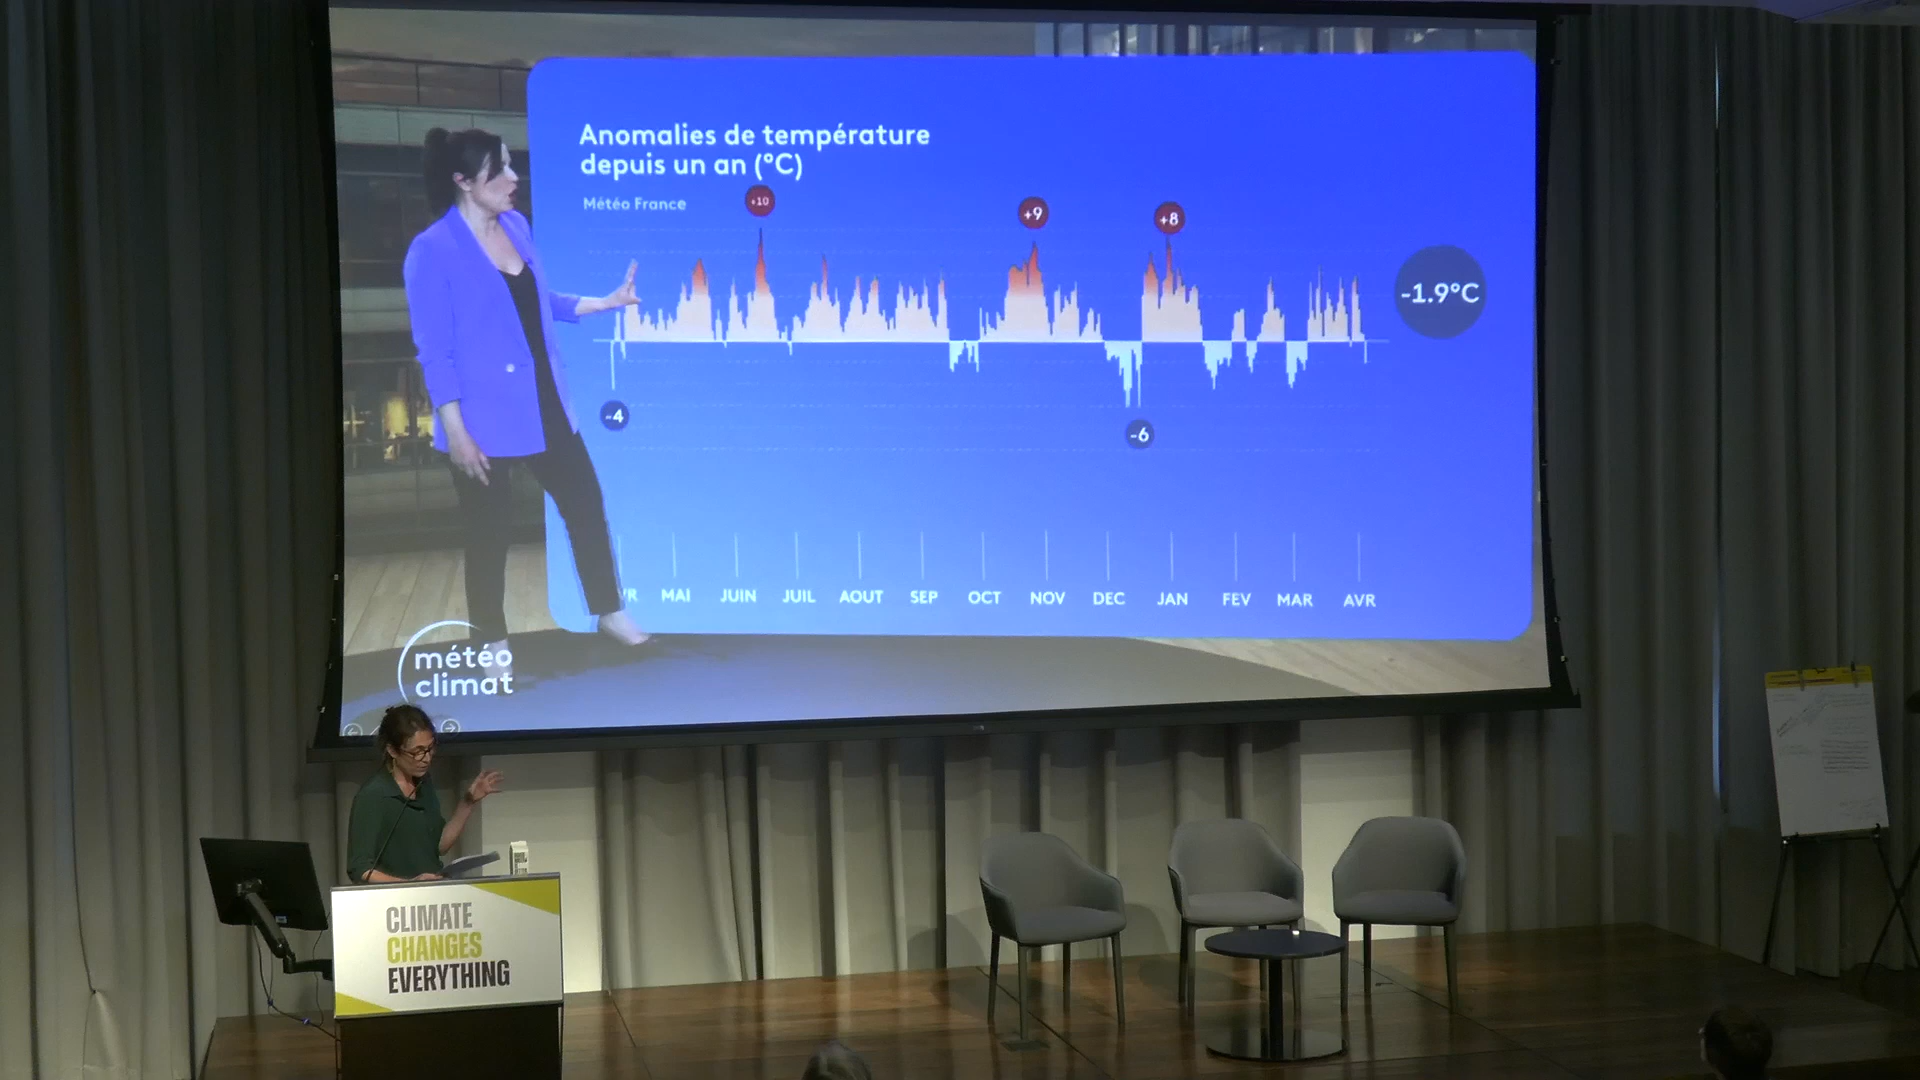 Anomalies de température
depuis un an (°C)
Météo France
+10
+9
+8
-1.9°C
-4
-6
VR MAI JUIN JUIL AOUT SEP OCT NOV DEC JAN FEV MAR AVR
météo
climat
CLIMATE
CHANGES
EVERYTHING